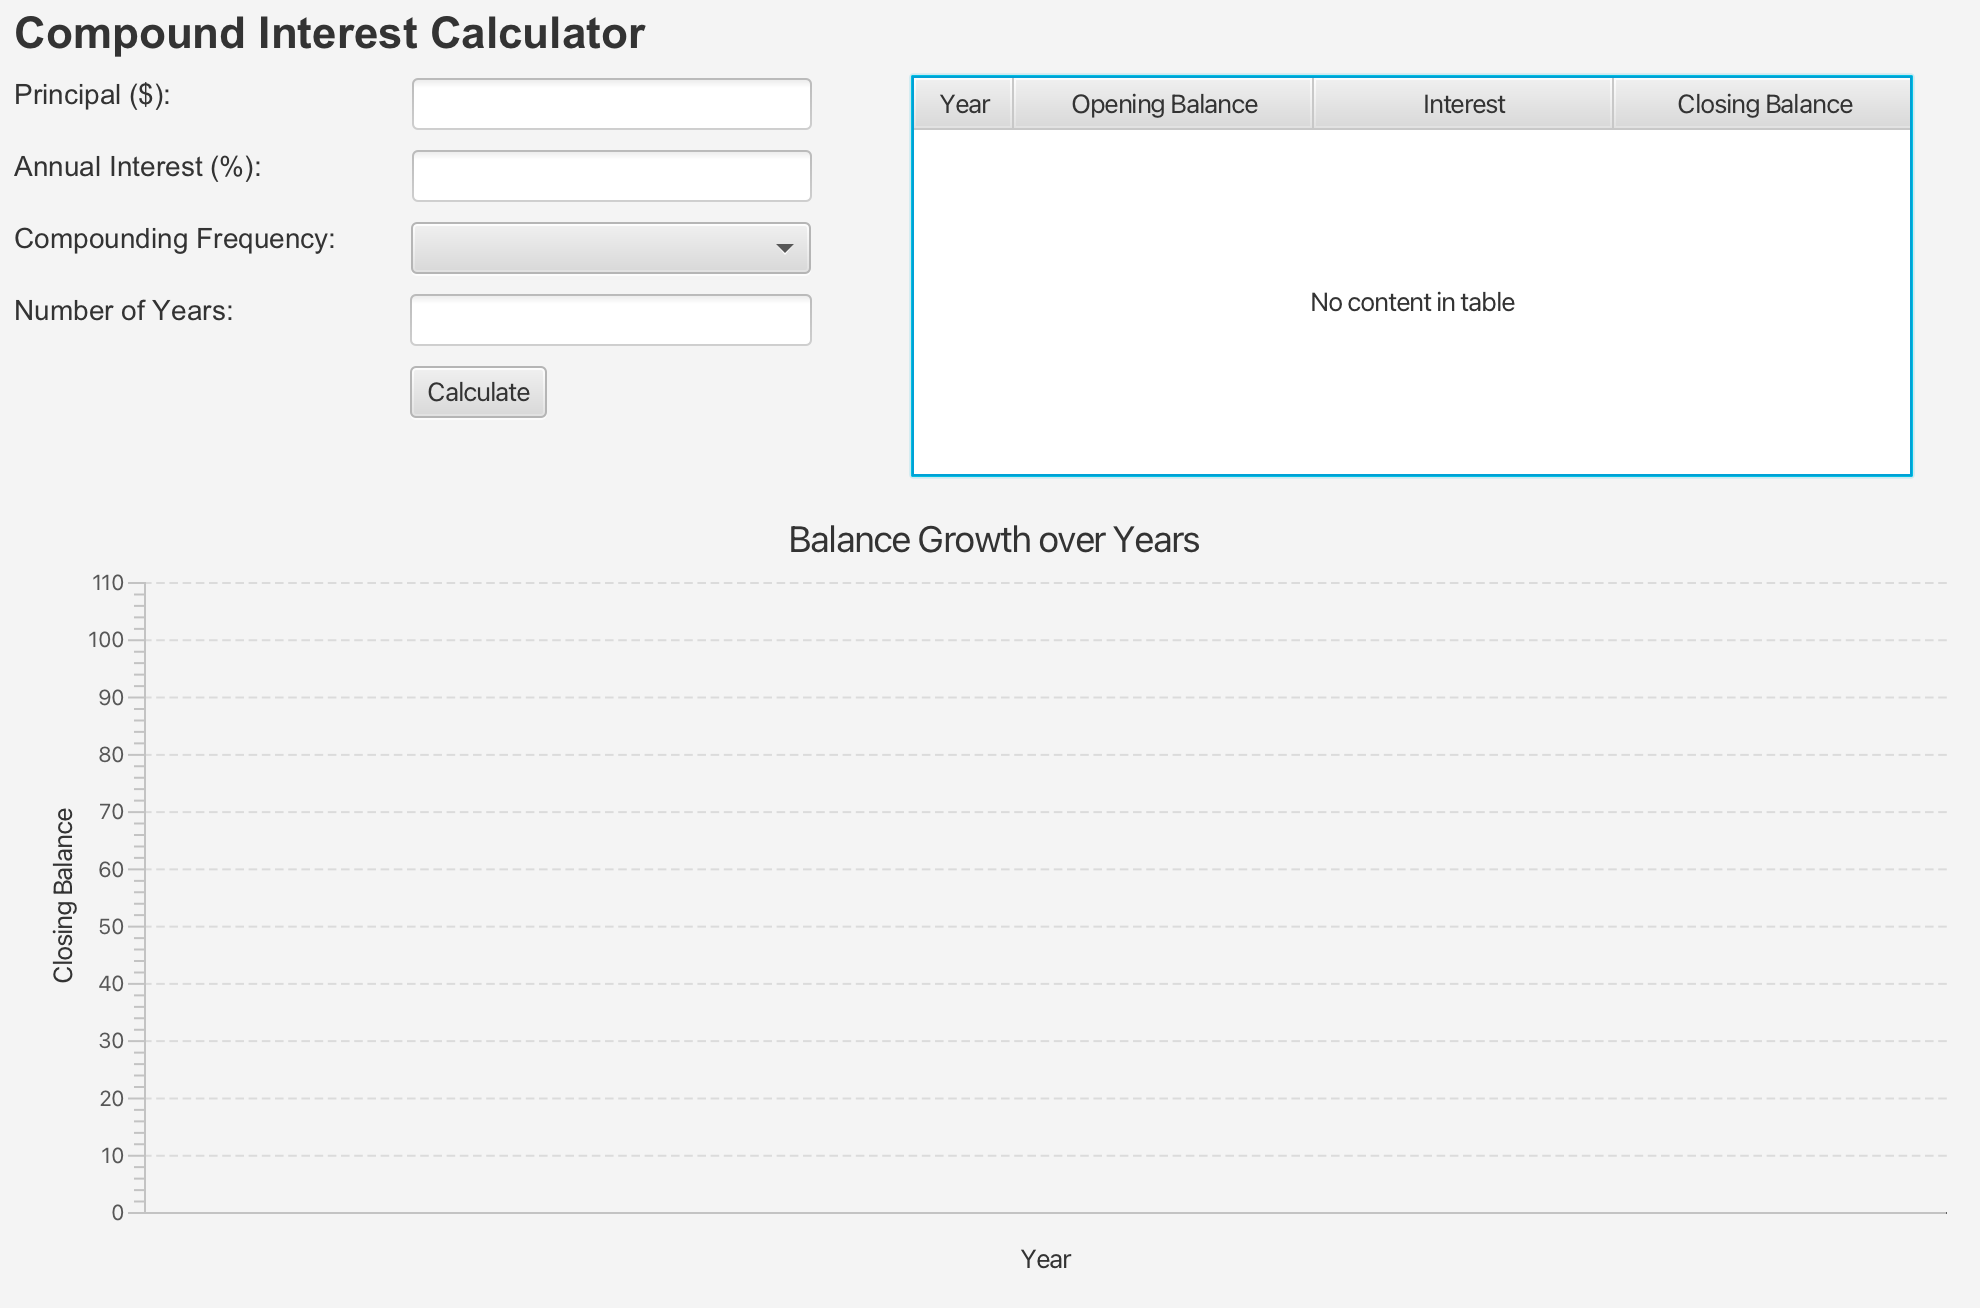 Compound Interest Calculator
Principal ($):
Annual Interest (%):
Compounding Frequency:
Number of Years:
Calculate
Year Opening Balance Interest Closing Balance
No content in table
Balance Growth over Years
110
100
90
80
70
60
50
40
30
20
10
0
Closing Balance
Year